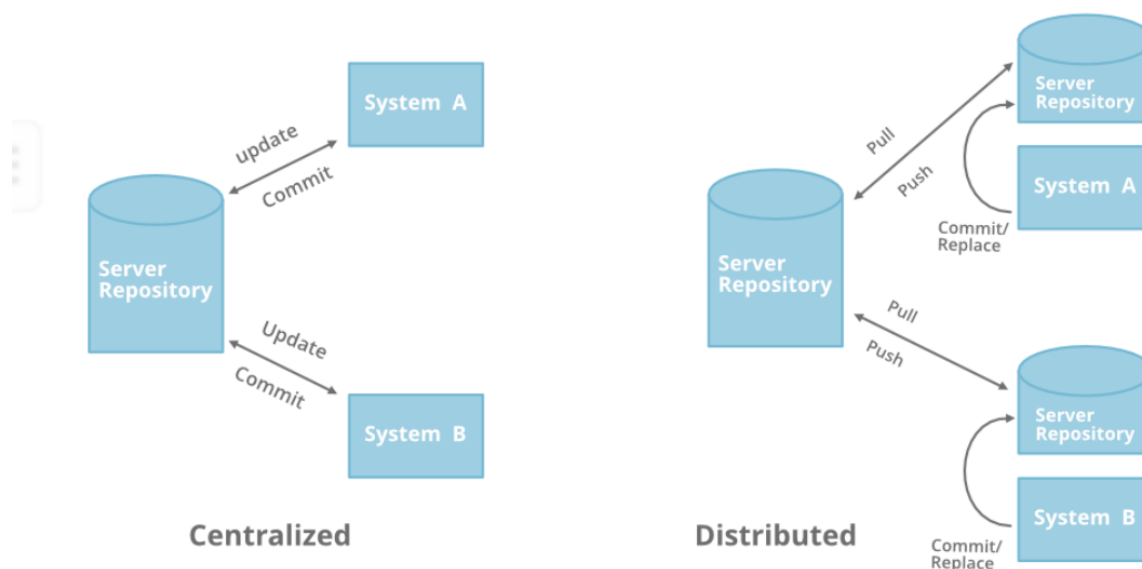 System A
update
Commit
Server
Repository
Update
Commit
System B
Centralized
Server
Repository
System A
Pull
Push
Commit/
Replace
Server
Repository
Pull
Push
Server
Repository
System B
Commit/
Replace
Distributed